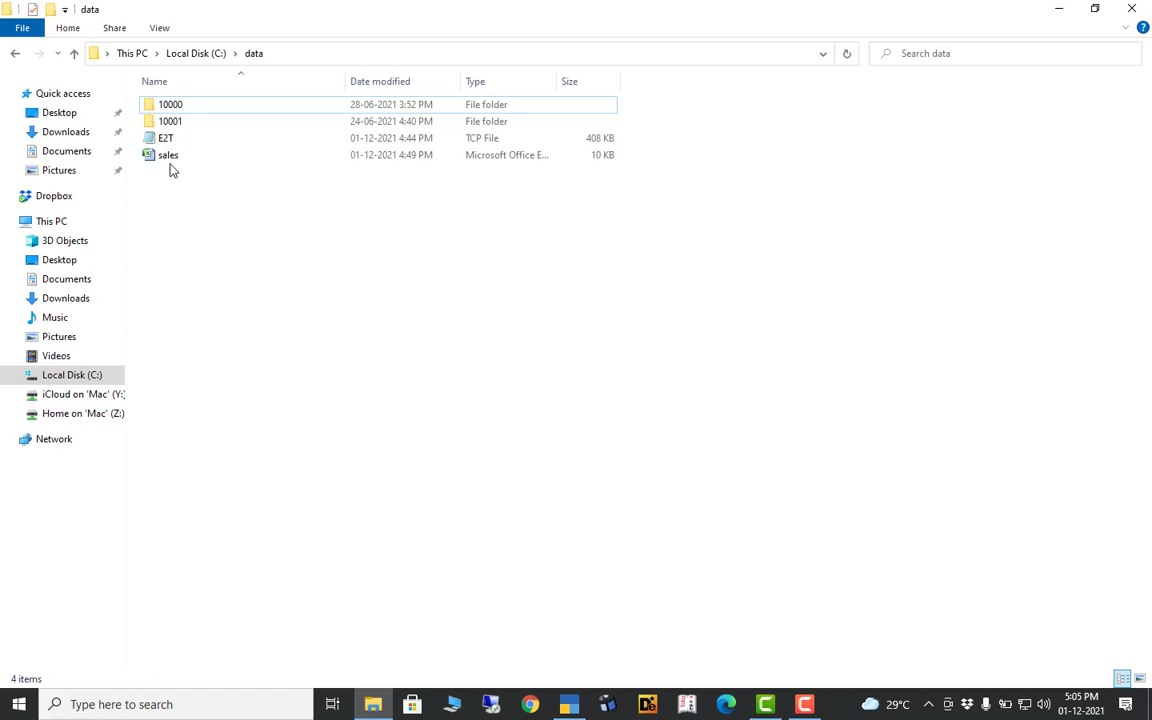 data
File
Home
Share
View
This PC
Local Disk (C:)
data
Search data
Name
Date modified
Type
Size
Quick access
Desktop
Downloads
Documents
Pictures
Dropbox
This PC
3D Objects
Desktop
Documents
Downloads
Music
Pictures
Videos
Local Disk (C:)
iCloud on 'Mac' (Y:)
Home on 'Mac' (Z:)
Network
10000 28-06-2021 3:52 PM File folder
10001 24-06-2021 4:40 PM File folder
E2T 01-12-2021 4:44 PM TCP File 408 KB
sales 01-12-2021 4:49 PM Microsoft Office E... 10 KB
4 items
Type here to search
De
29°C
5:05 PM
01-12-2021